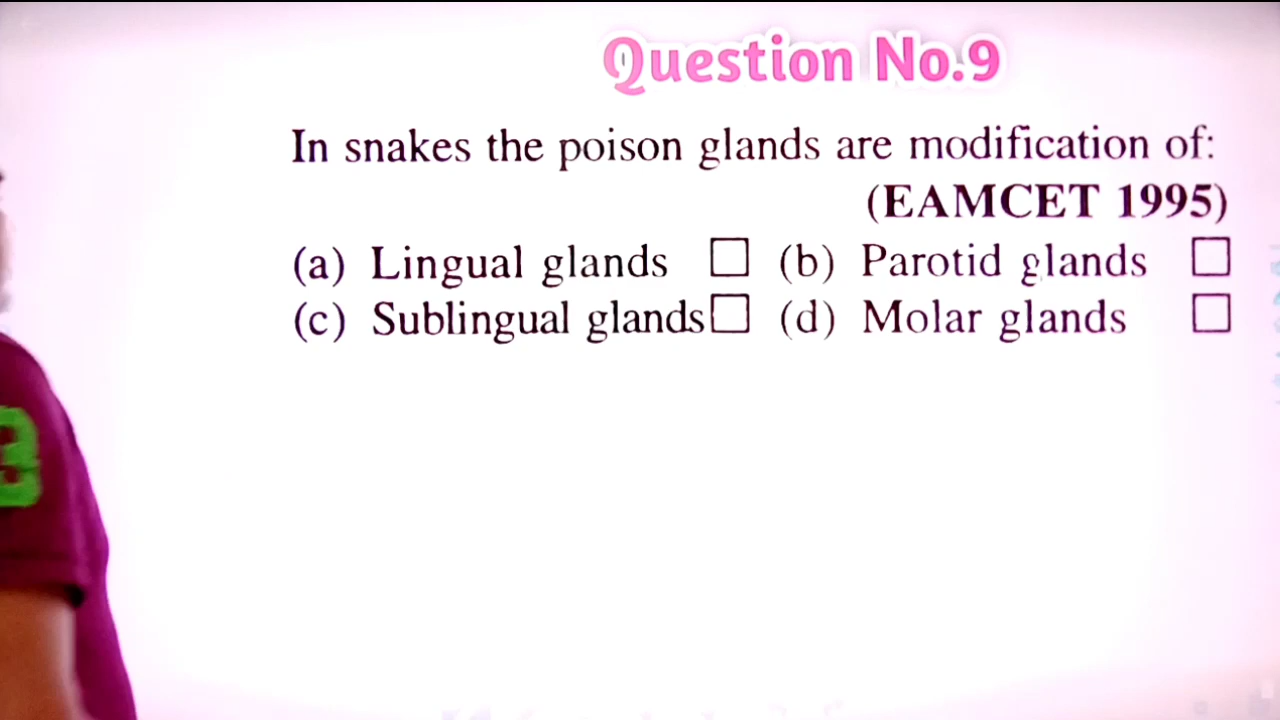 Question No.9
In snakes the poison glands are modification of:
(EAMCET 1995)
(a) Lingual glands □ (b) Parotid glands □
(c) Sublingual glands □ (d) Molar glands □
3